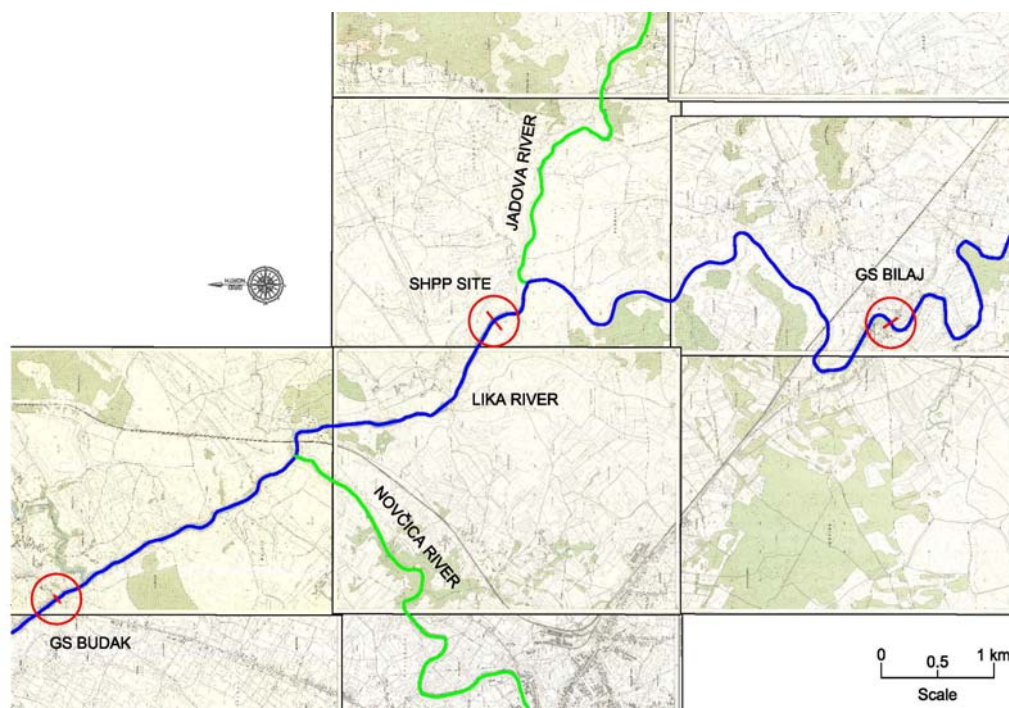 JADOVA RIVER
SHPP SITE
GS BILAJ
LIKA RIVER
NOVČICA RIVER
GS BUDAK
0 0.5 1 km
Scale